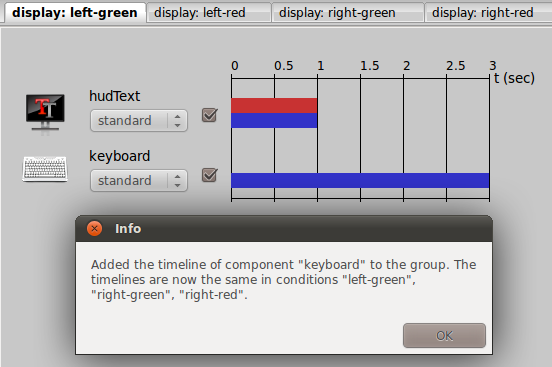 display: left-green display: left-red display: right-green display: right-red
0 0.5 1 1.5 2 2.5 3
t (sec)
hudText
TT
standard
keyboard
standard
Info
Added the timeline of component "keyboard" to the group. The
timelines are now the same in conditions "left-green",
"right-green", "right-red".
OK